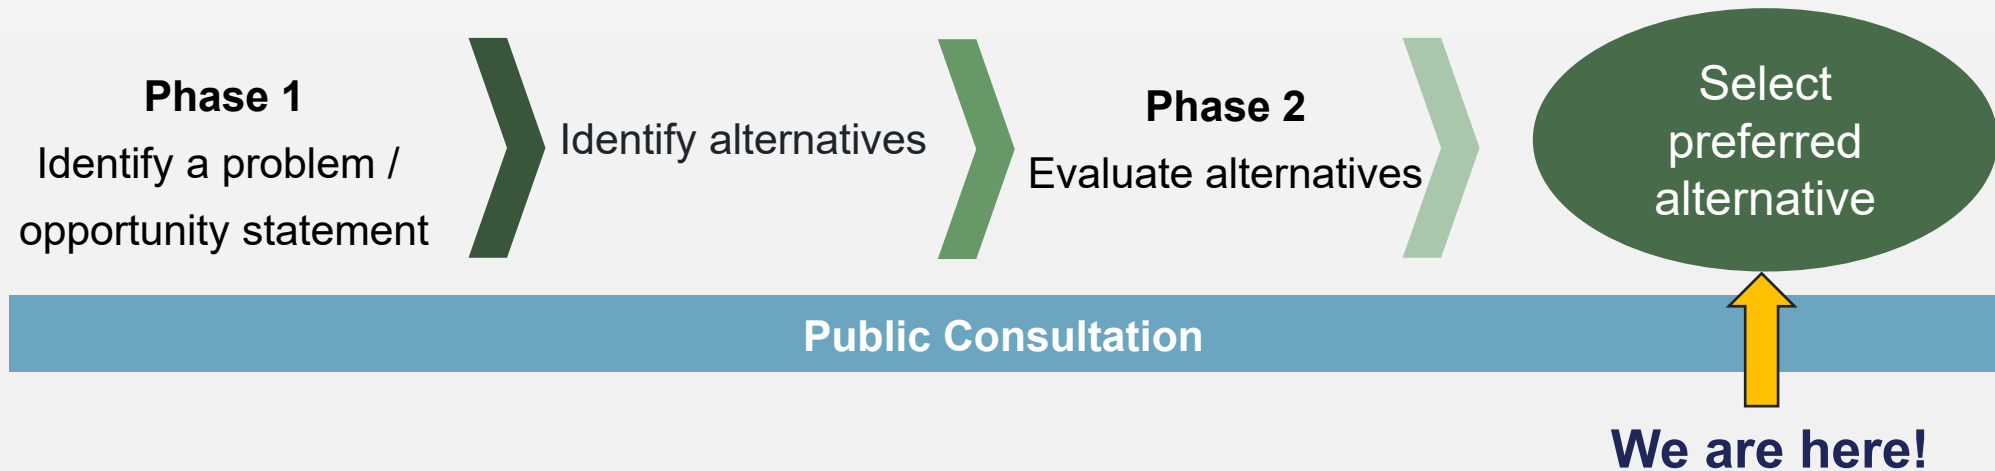 Phase 1
Identify a problem /
opportunity statement
Identify alternatives
Phase 2
Evaluate alternatives
Select
preferred
alternative
Public Consultation
We are here!